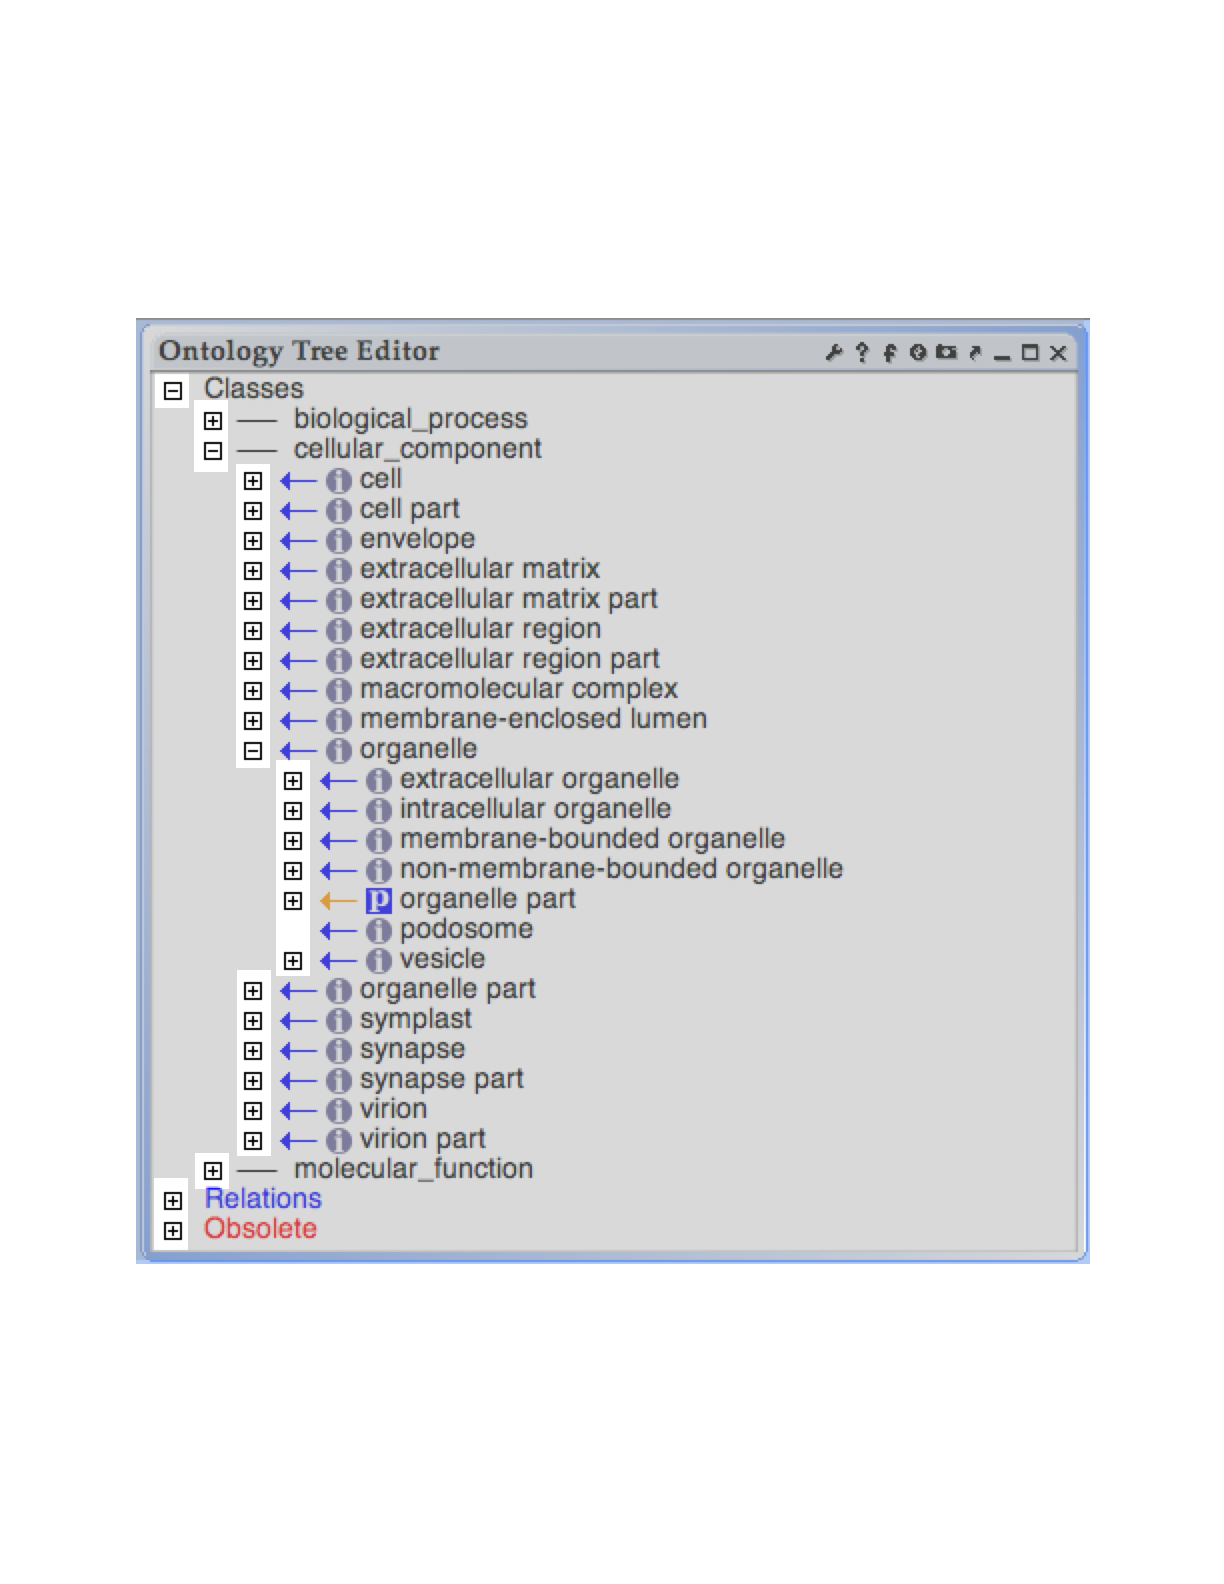 Ontology Tree Editor
Classes
biological_process
cellular_component
cell
cell part
envelope
extracellular matrix
extracellular matrix part
extracellular region
extracellular region part
macromolecular complex
membrane-enclosed lumen
organelle
extracellular organelle
intracellular organelle
membrane-bounded organelle
non-membrane-bounded organelle
p organelle part
podosome
vesicle
organelle part
symplast
synapse
synapse part
virion
virion part
molecular_function
Relations
Obsolete